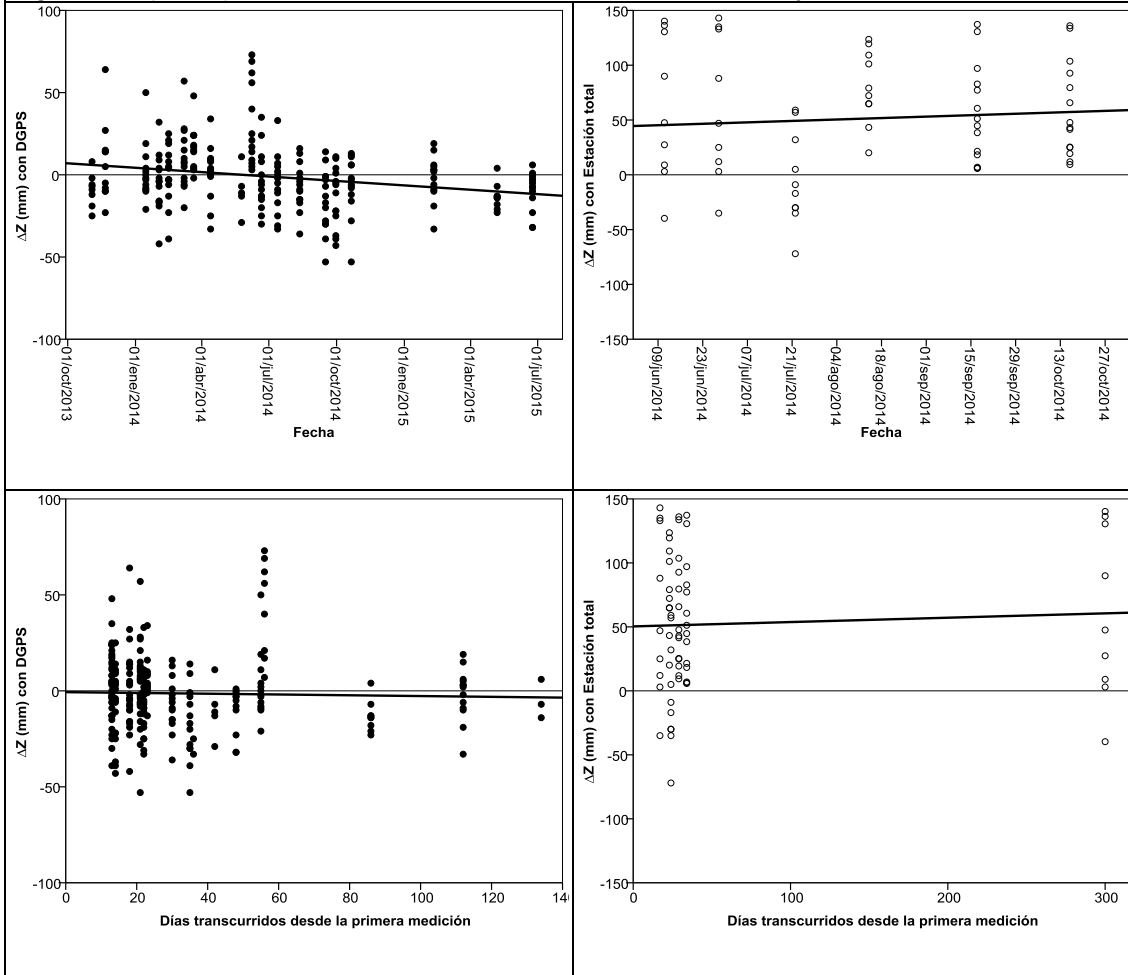 100
50
0
-50
-100
ΔZ (mm) con DGPS
01/oct/2013
01/ene/2014
01/abr/2014
01/jul/2014
01/oct/2014
01/ene/2015
01/abr/2015
01/jul/2015
Fecha
150
100
50
0
-50
-100
-150
ΔZ (mm) con Estación total
09/jun/2014
23/jun/2014
07/jul/2014
21/jul/2014
04/ago/2014
18/ago/2014
01/sep/2014
15/sep/2014
29/sep/2014
13/oct/2014
27/oct/2014
Fecha
100
50
0
-50
-100
ΔZ (mm) con DGPS
0 20 40 60 80 100 120 140
Días transcurridos desde la primera medición
150
100
50
0
-50
-100
-150
ΔZ (mm) con Estación total
0 100 200 300
Días transcurridos desde la primera medición